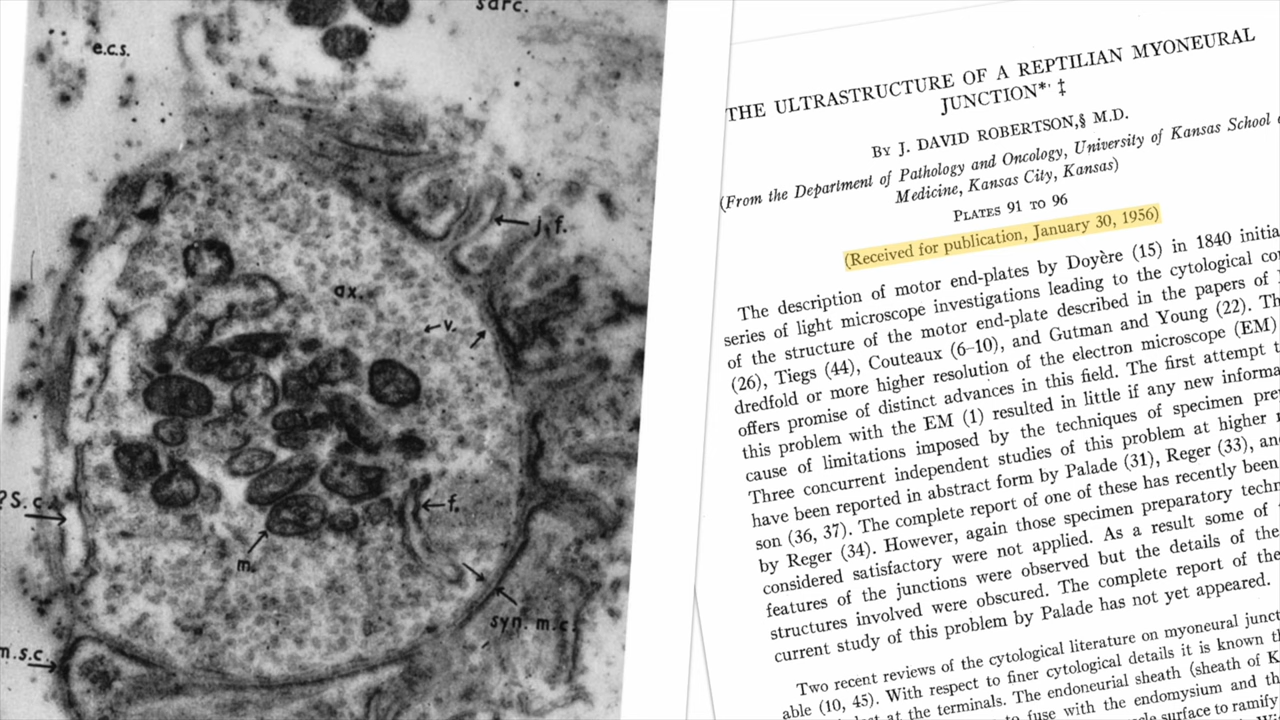 sarc.
e.c.s.
j.f.
ax.
v.
?S.c.
f.
m.
syn. m.c.
m.s.c.
THE ULTRASTRUCTURE OF A REPTILIAN MYONEURAL
JUNCTION*, ‡
BY J. DAVID ROBERTSON,§ M.D.
(From the Department of Pathology and Oncology, University of Kansas School
Medicine, Kansas City, Kansas)
PLATES 91 TO 96
(Received for publication, January 30, 1956)
The description of motor end-plates by Doyère (15) in 1840
series of light microscope investigations leading to the cytological
of the structure of the motor end-plate described in the papers of
(26), Tiegs (44), Couteaux (6–10), and Gutman and Young (22).
dredfold or more higher resolution of the electron microscope (EM)
offers promise of distinct advances in this field. The first attempt
this problem with the EM (1) resulted in little if any new
cause of limitations imposed by the techniques of specimen
Three concurrent independent studies of this problem at higher
have been reported in abstract form by Palade (31), Reger (33),
son (36, 37). The complete report of one of these has recently been
by Reger (34). However, again those specimen preparatory
considered satisfactory were not applied. As a result some of
features of the junctions were observed but the details of the
structures involved were obscured. The complete report of the
current study of this problem by Palade has not yet appeared.
Two recent reviews of the cytological literature on myoneural
able (10, 45). With respect to finer cytological details it is known
at the terminals. The endoneurial sheath (sheath of
to fuse with the endomysium and
surface to ramify